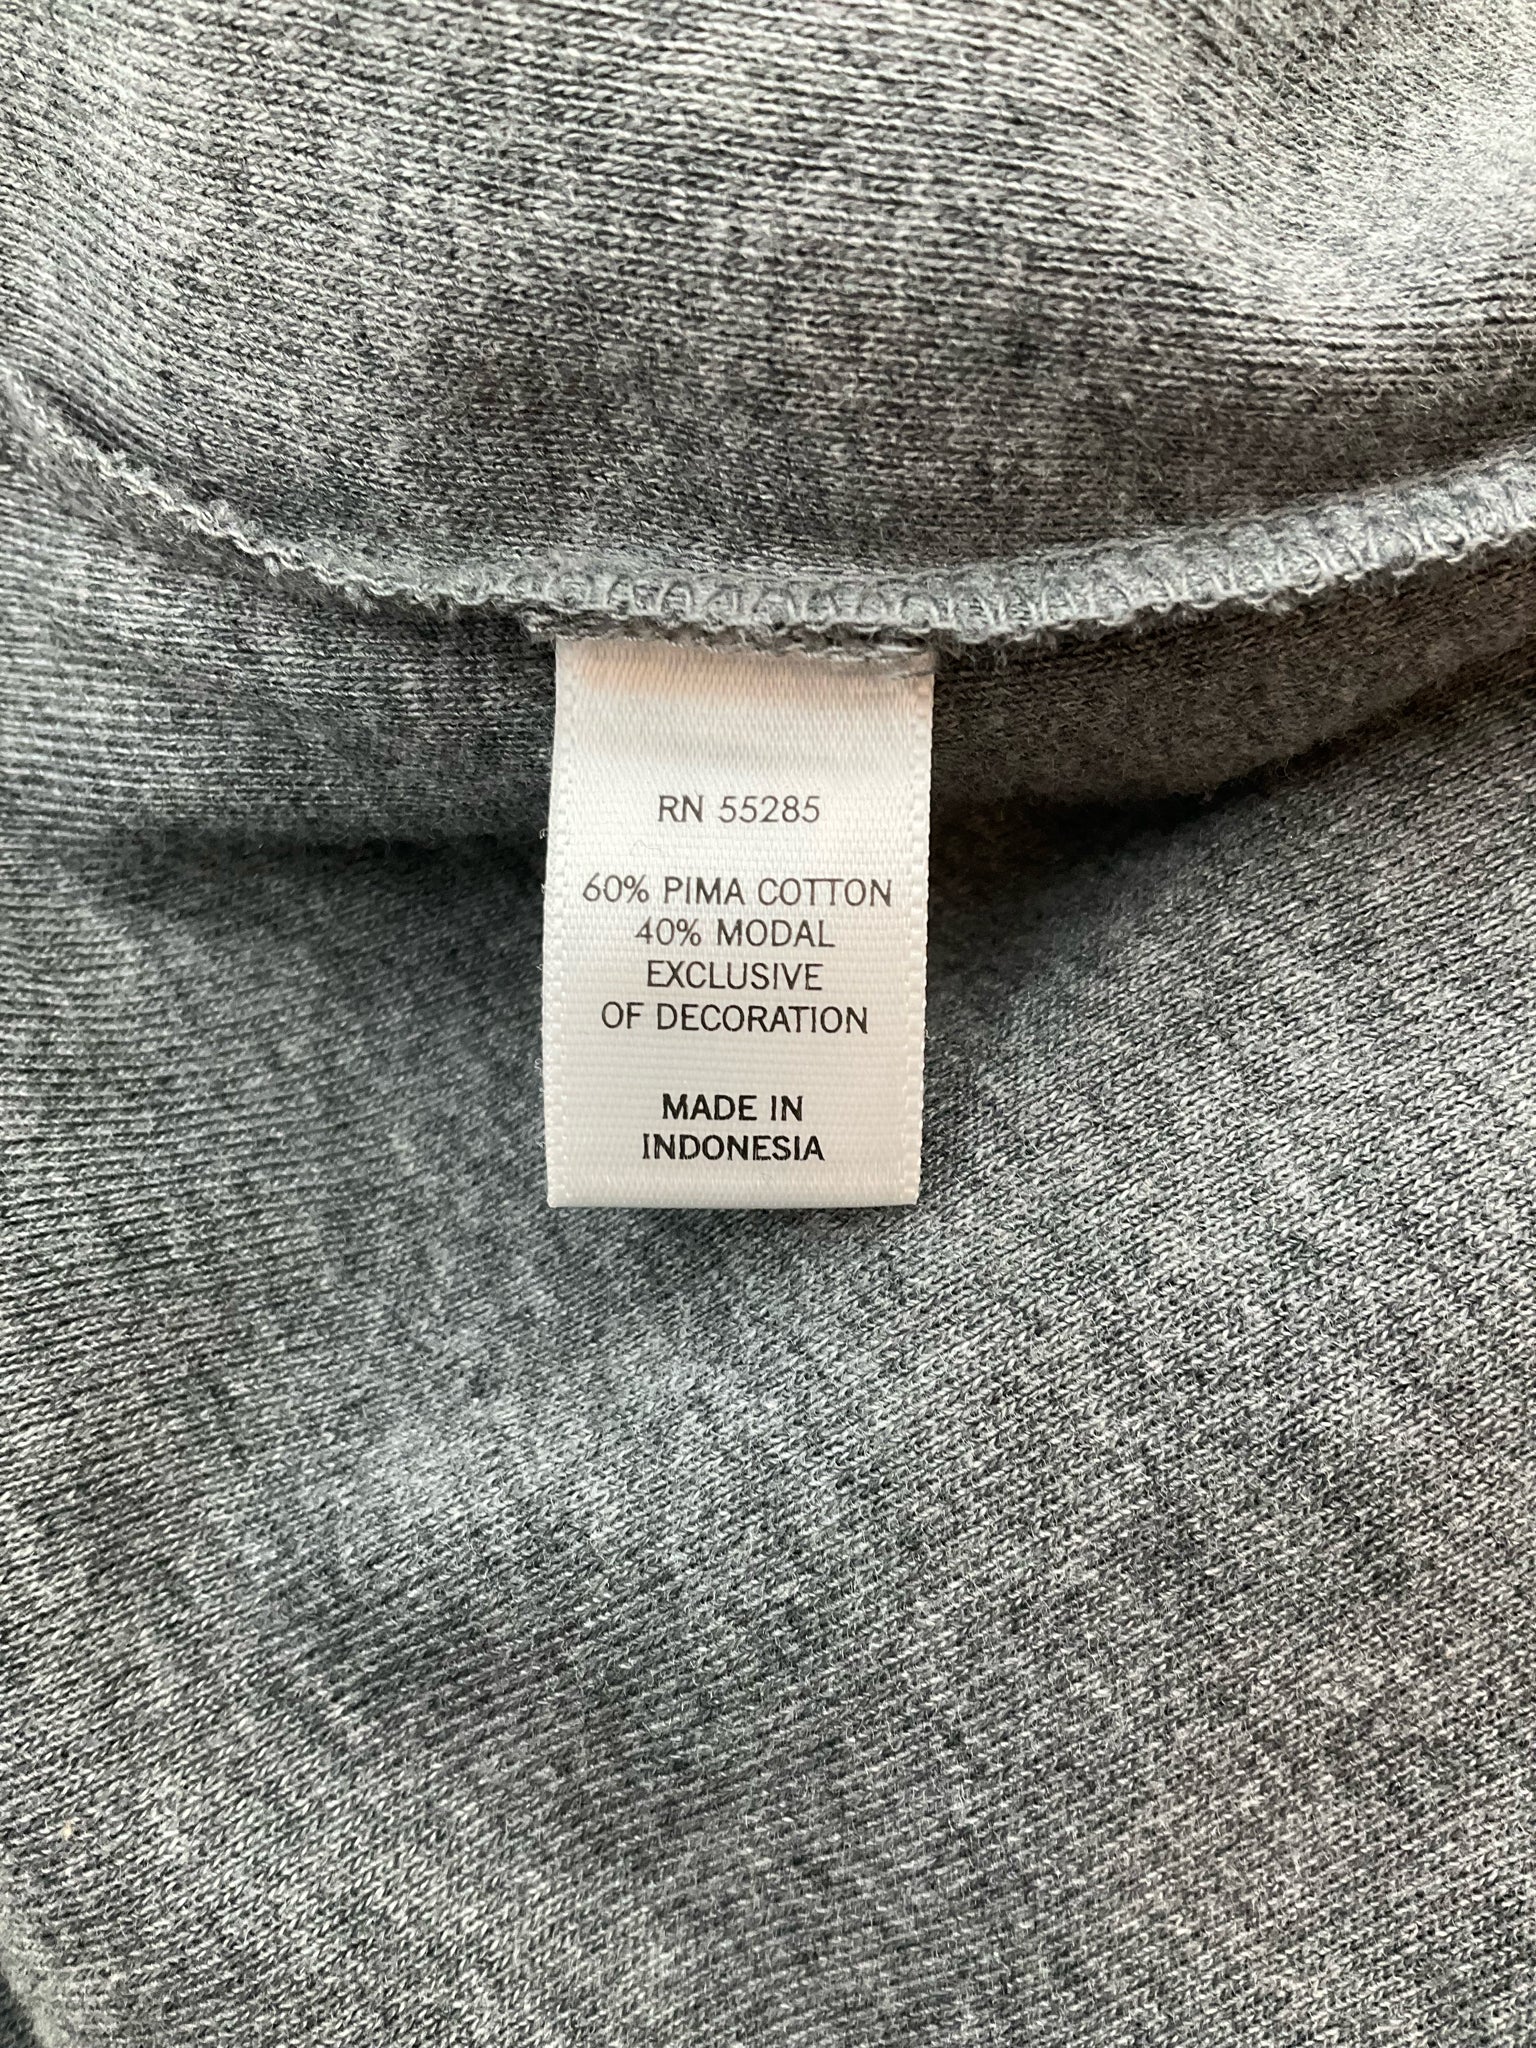 RN 55285
60% PIMA COTTON
40% MODAL
EXCLUSIVE
OF DECORATION
MADE IN
INDONESIA